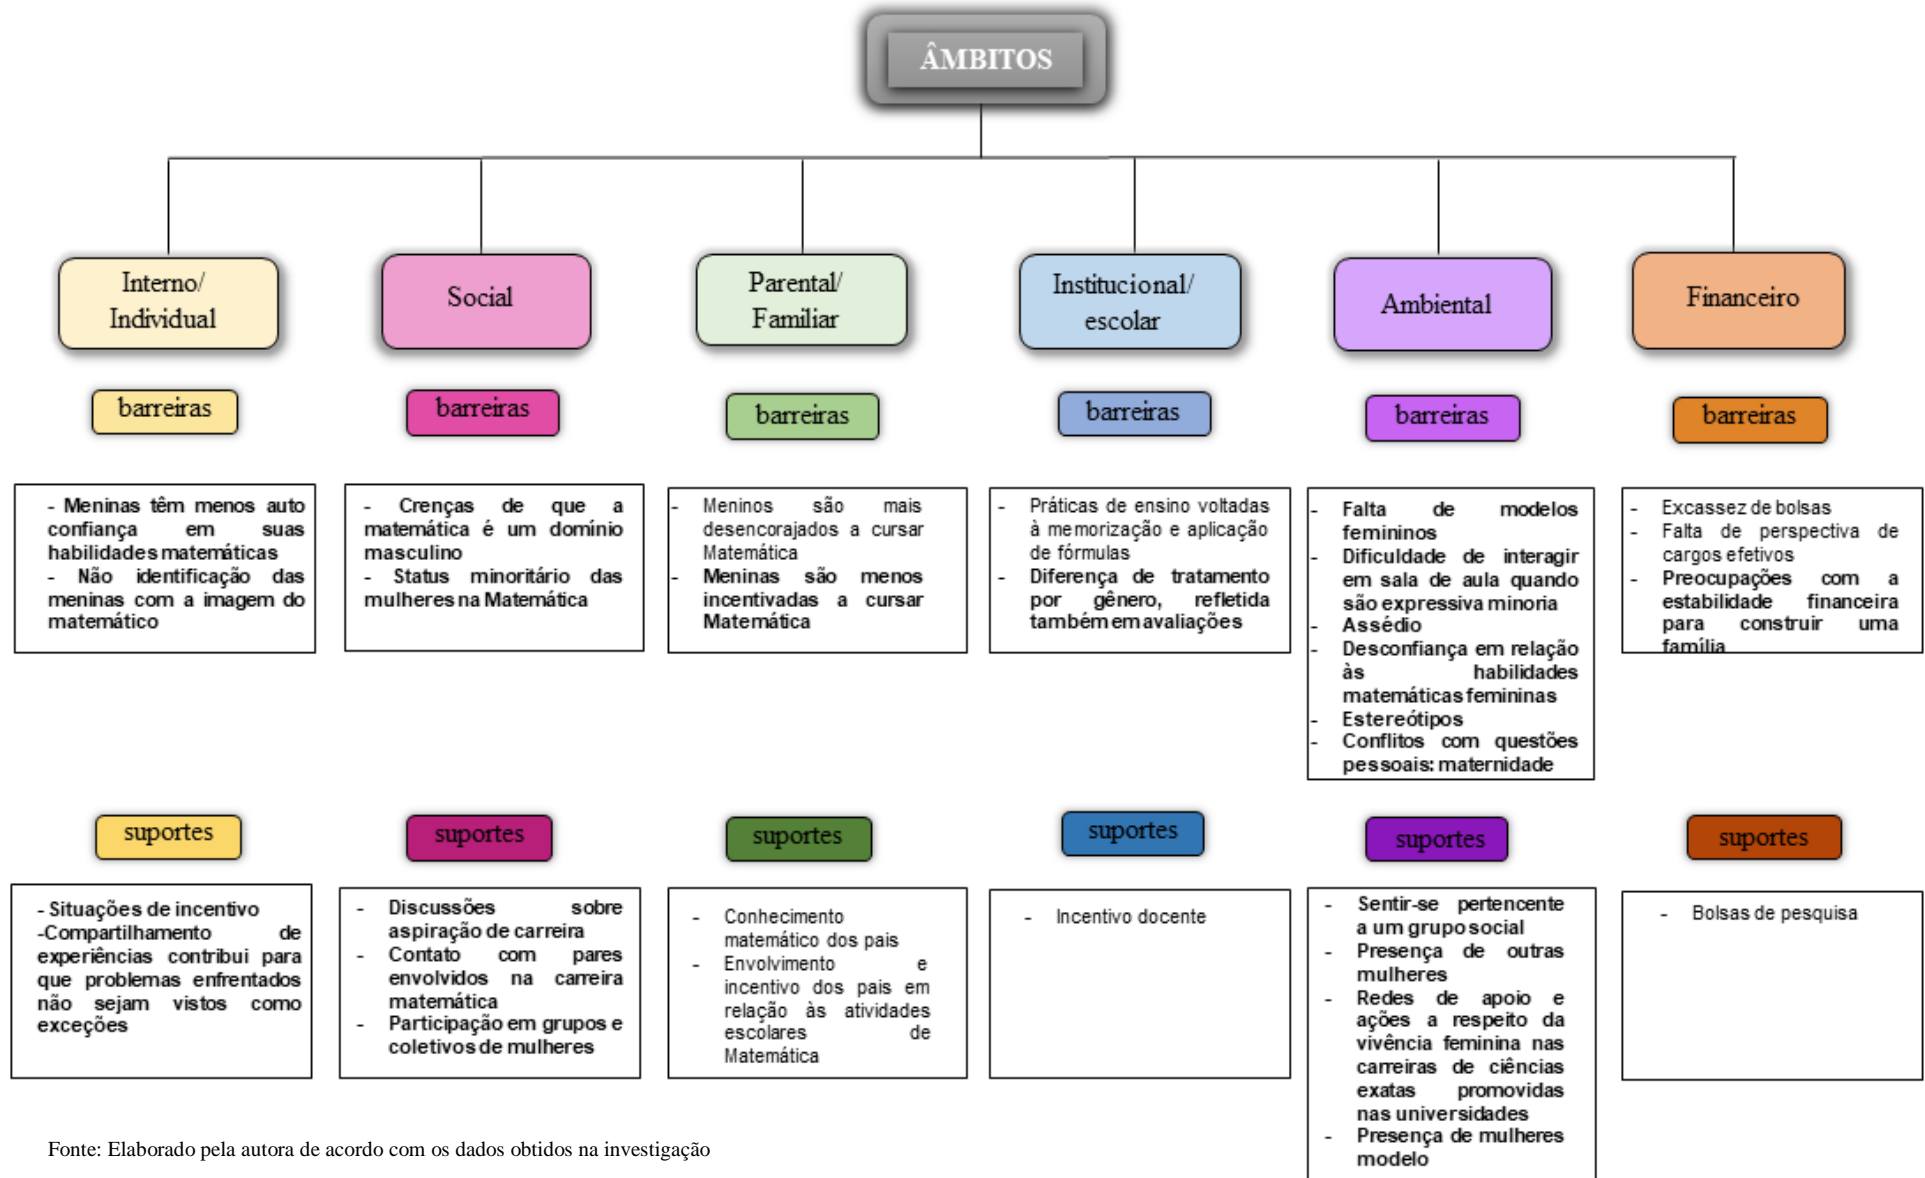 ÂMBITOS
Interno/
Individual
Social
Parental/
Familiar
Institucional/
escolar
Ambiental
Financeiro
barreiras
barreiras
barreiras
barreiras
barreiras
barreiras
- Meninas têm menos auto
confiança em suas
habilidades matemáticas
- Não identificação das
meninas com a imagem do
matemático
- Crenças de que a
matemática é um domínio
masculino
- Status minoritário das
mulheres na Matemática
- Meninos são mais
desencorajados a cursar
Matemática
- Meninas são menos
incentivadas a cursar
Matemática
- Práticas de ensino voltadas
à memorização e aplicação
de fórmulas
- Diferença de tratamento
por gênero, refletida
também em avaliações
- Falta de modelos
femininos
- Dificuldade de interagir
em sala de aula quando
são expressiva minoria
- Assédio
- Desconfiança em relação
às habilidades
matemáticas femininas
- Estereótipos
- Conflitos com questões
pessoais: maternidade
- Excassez de bolsas
- Falta de perspectiva de
cargos efetivos
- Preocupações com a
estabilidade financeira
para construir uma
família
suportes
suportes
suportes
suportes
suportes
suportes
- Situações de incentivo
-Compartilhamento de
experiências contribui para
que problemas enfrentados
não sejam vistos como
exceções
- Discussões sobre
aspiração de carreira
- Contato com pares
envolvidos na carreira
matemática
- Participação em grupos e
coletivos de mulheres
- Conhecimento
matemático dos pais
- Envolvimento e
incentivo dos pais em
relação às atividades
escolares de
Matemática
- Incentivo docente
- Sentir-se pertencente
a um grupo social
- Presença de outras
mulheres
- Redes de apoio e
ações a respeito da
vivência feminina nas
carreiras de ciências
exatas promovidas
nas universidades
- Presença de mulheres
modelo
- Bolsas de pesquisa
Fonte: Elaborado pela autora de acordo com os dados obtidos na investigação